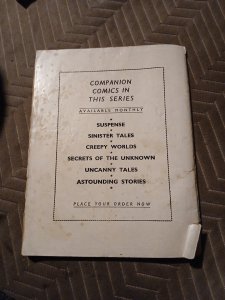 COMPANION
COMICS IN
THIS SERIES
AVAILABLE MONTHLY
SUSPENSE
SINISTER TALES
CREEPY WORLDS
SECRETS OF THE UNKNOWN
UNCANNY TALES
ASTOUNDING STORIES
PLACE YOUR ORDER NOW